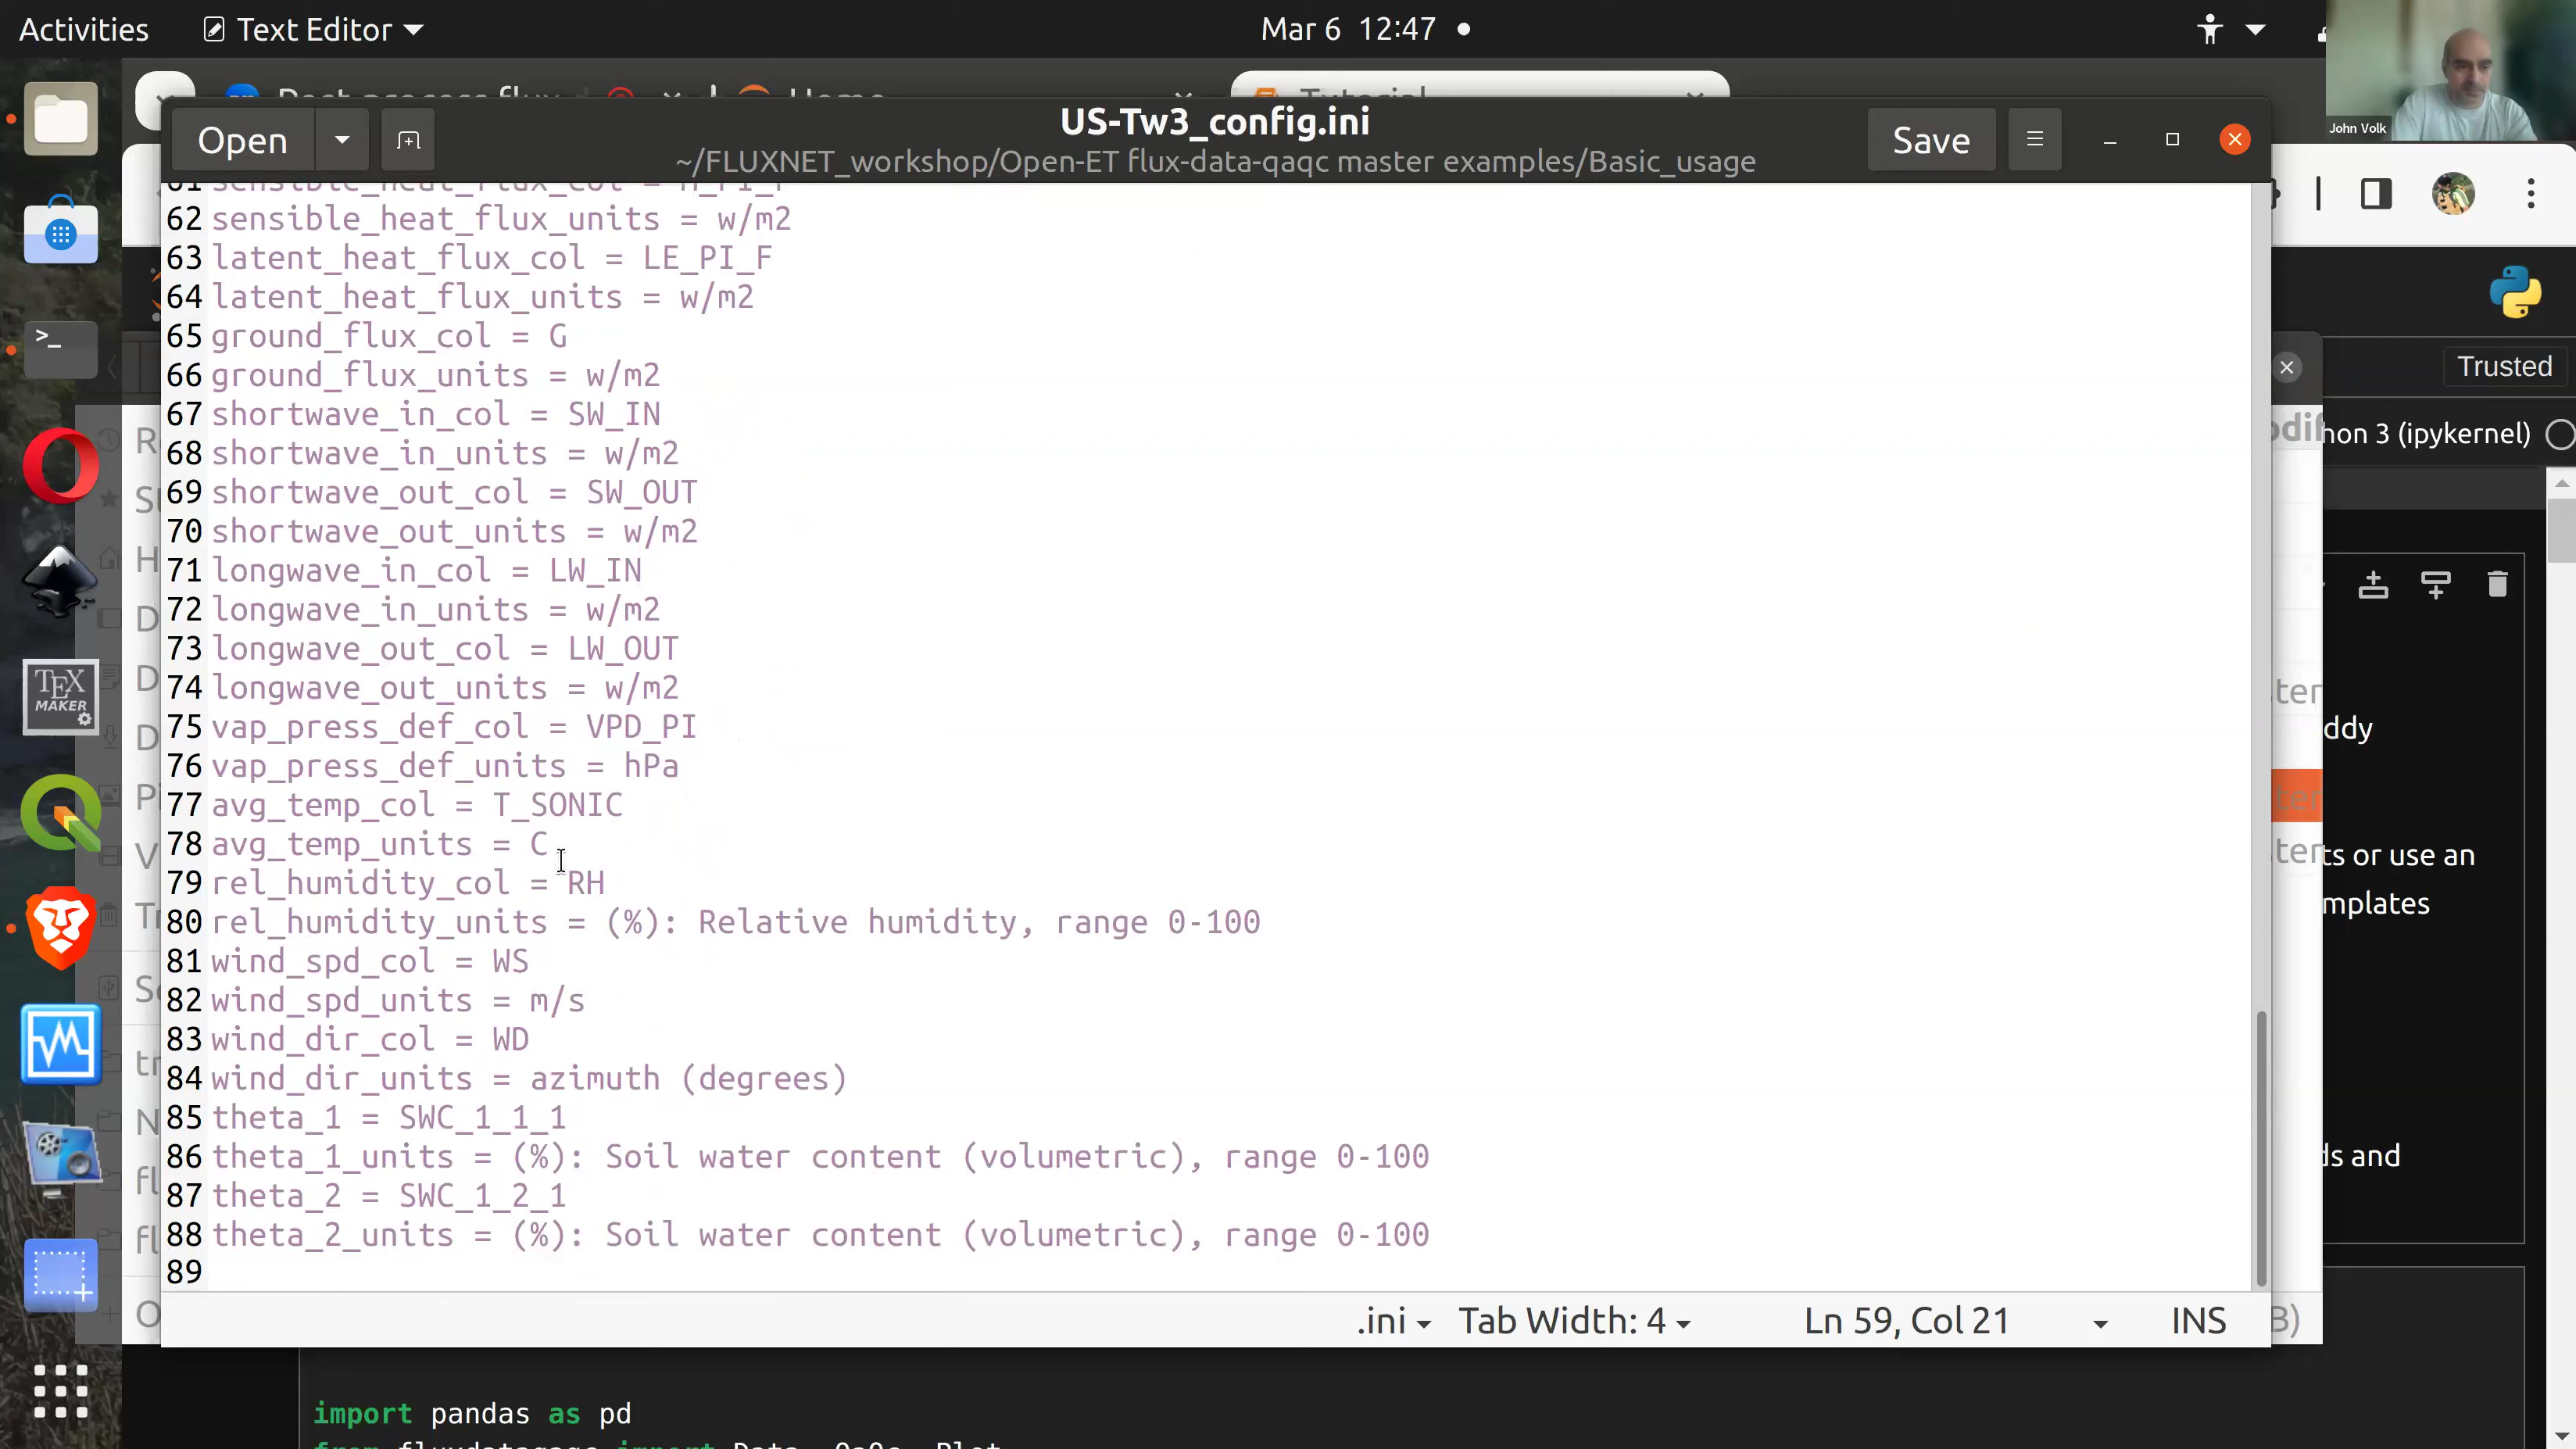 Activities
Text Editor
Mar 6 12:47
John Volk
Open
US-Tw3_config.ini
~/FLUXNET_workshop/Open-ET flux-data-qaqc master examples/Basic_usage
Save
62 sensible_heat_flux_units = w/m2
63 latent_heat_flux_col = LE_PI_F
64 latent_heat_flux_units = w/m2
65 ground_flux_col = G
66 ground_flux_units = w/m2
67 shortwave_in_col = SW_IN
68 shortwave_in_units = w/m2
69 shortwave_out_col = SW_OUT
70 shortwave_out_units = w/m2
71 longwave_in_col = LW_IN
72 longwave_in_units = w/m2
73 longwave_out_col = LW_OUT
74 longwave_out_units = w/m2
75 vap_press_def_col = VPD_PI
76 vap_press_def_units = hPa
77 avg_temp_col = T_SONIC
78 avg_temp_units = C
79 rel_humidity_col = RH
80 rel_humidity_units = (%): Relative humidity, range 0-100
81 wind_spd_col = WS
82 wind_spd_units = m/s
83 wind_dir_col = WD
84 wind_dir_units = azimuth (degrees)
85 theta_1 = SWC_1_1_1
86 theta_1_units = (%): Soil water content (volumetric), range 0-100
87 theta_2 = SWC_1_2_1
88 theta_2_units = (%): Soil water content (volumetric), range 0-100
89
.ini
Tab Width: 4
Ln 59, Col 21
INS
B)
Trusted
hon 3 (ipykernel)
ddy
ts or use an
mplates
ds and
TEX
MAKER
import pandas as pd